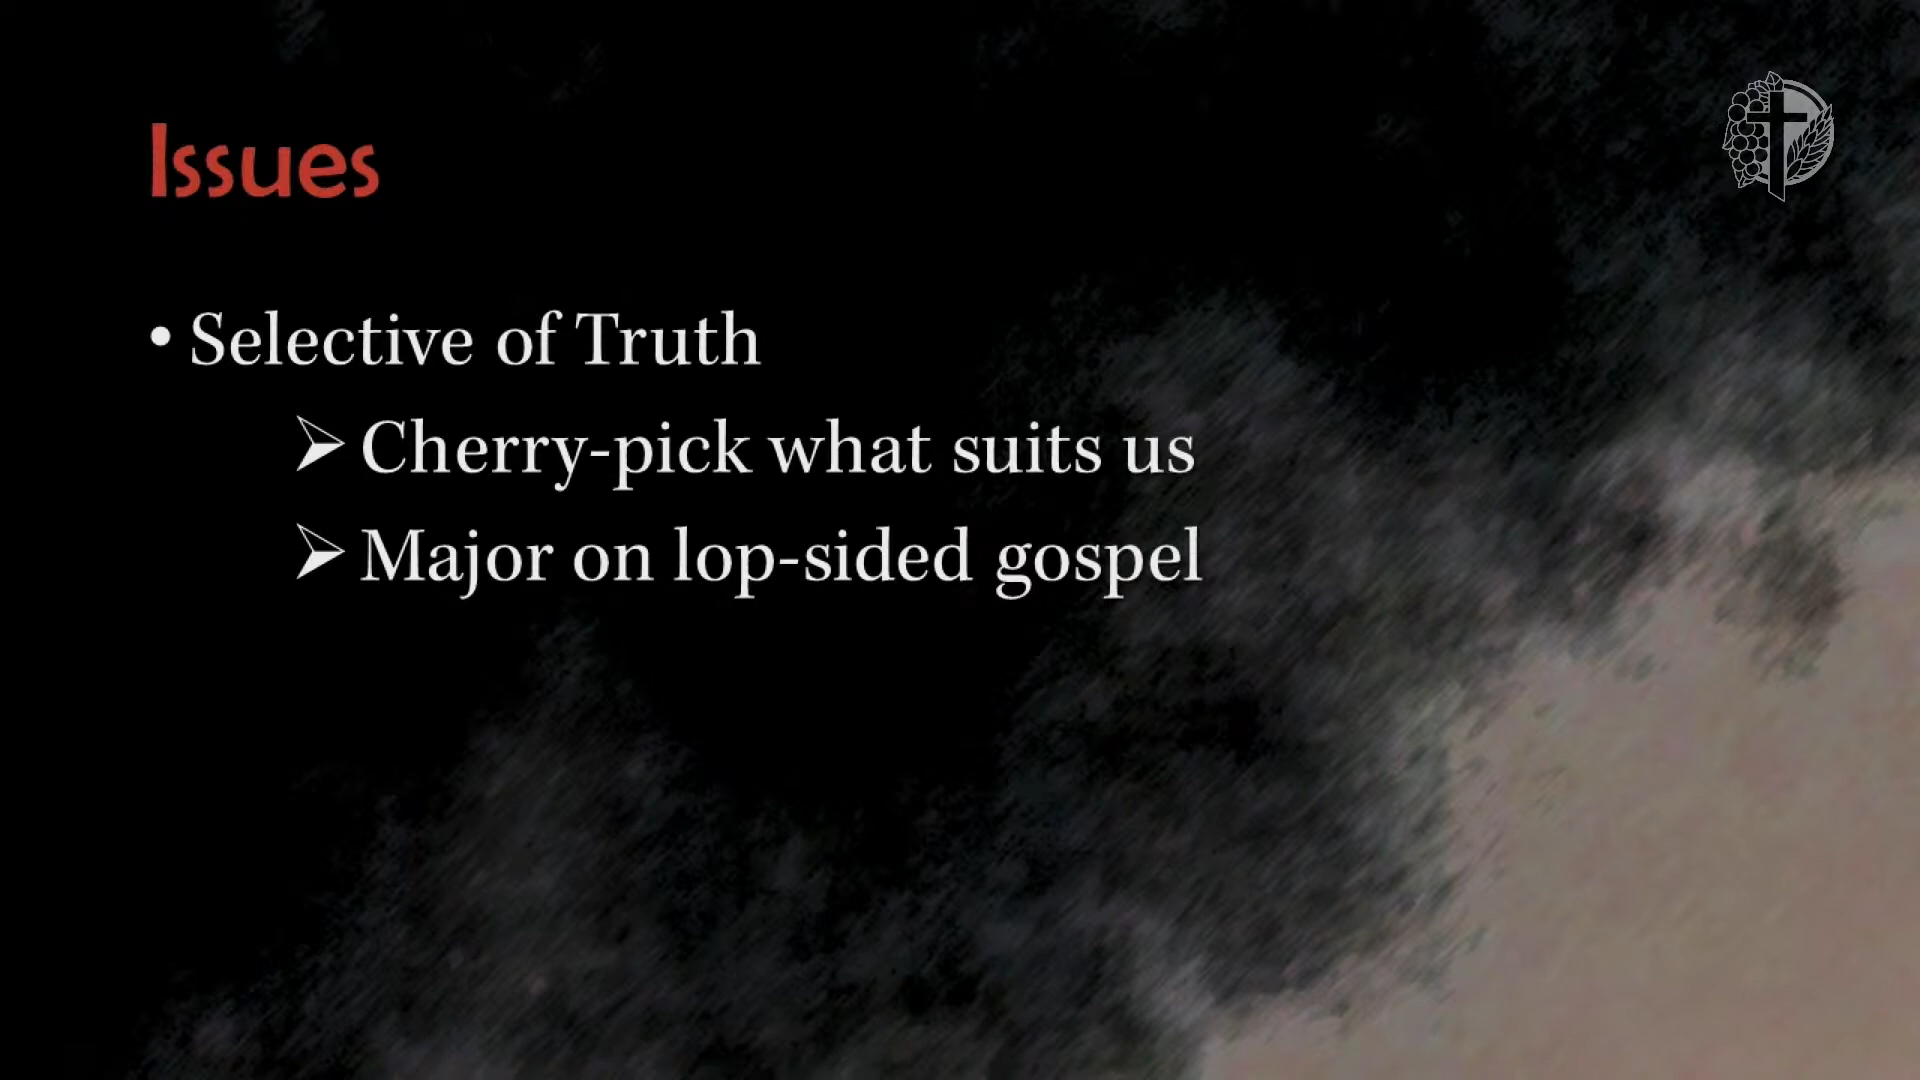 Issues
• Selective of Truth
➢ Cherry-pick what suits us
➢ Major on lop-sided gospel